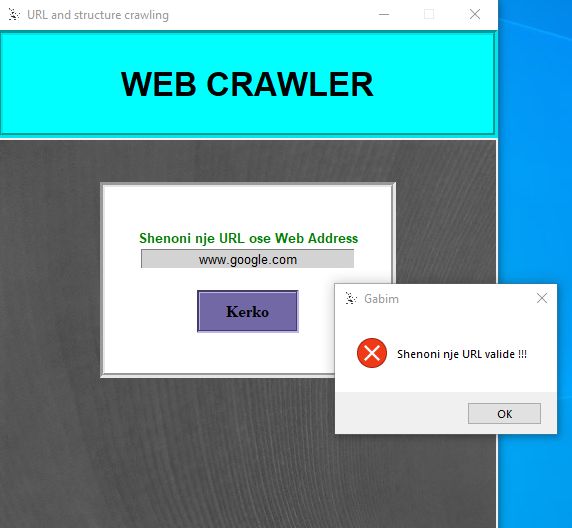 URL and structure crawling
WEB CRAWLER
Shenoni nje URL ose Web Address
www.google.com
Kerko
Gabim
Shenoni nje URL valide !!!
OK